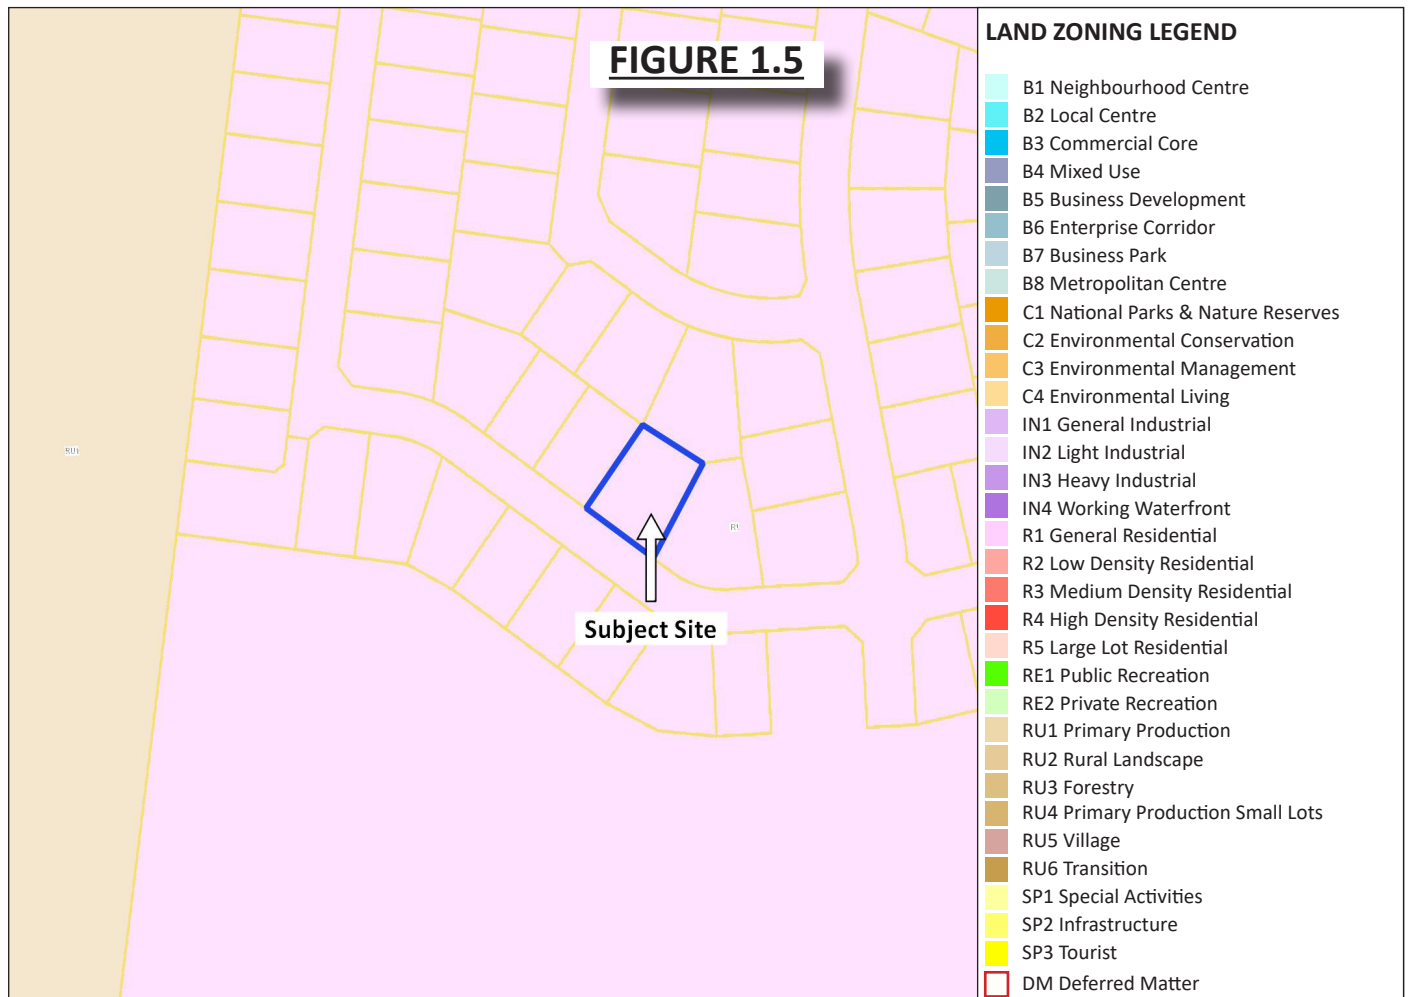 FIGURE 1.5
RU1
R1
Subject Site
LAND ZONING LEGEND
B1 Neighbourhood Centre
B2 Local Centre
B3 Commercial Core
B4 Mixed Use
B5 Business Development
B6 Enterprise Corridor
B7 Business Park
B8 Metropolitan Centre
C1 National Parks & Nature Reserves
C2 Environmental Conservation
C3 Environmental Management
C4 Environmental Living
IN1 General Industrial
IN2 Light Industrial
IN3 Heavy Industrial
IN4 Working Waterfront
R1 General Residential
R2 Low Density Residential
R3 Medium Density Residential
R4 High Density Residential
R5 Large Lot Residential
RE1 Public Recreation
RE2 Private Recreation
RU1 Primary Production
RU2 Rural Landscape
RU3 Forestry
RU4 Primary Production Small Lots
RU5 Village
RU6 Transition
SP1 Special Activities
SP2 Infrastructure
SP3 Tourist
DM Deferred Matter